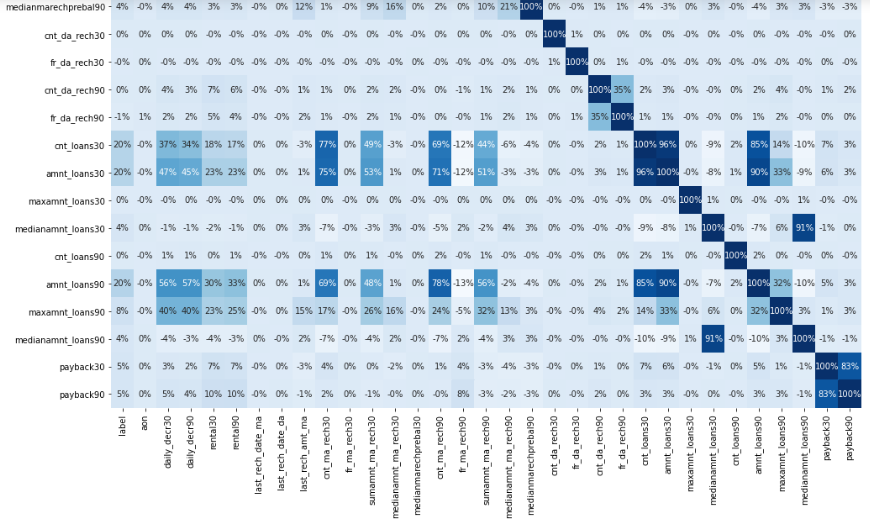 medianmarechprebal90 4% -0% 4% 4% 3% 3% -0% -0% 12% 1% -0% 9% 16% 0% 2% 0% 10% 21% 100% 0% -0% 1% 1% -4% -3% 0% 3% -0% -4% 3% 3% -3% -3%
cnt_da_rech30 0% 0% 0% -0% -0% -0% 0% -0% -0% 0% -0% 0% -0% 0% 0% 0% 0% -0% 0% 100% 1% 0% 0% 0% 0% -0% 0% 0% 0% 0% 0% 0% 0%
fr_da_rech30 -0% -0% -0% -0% -0% -0% -0% -0% -0% 0% -0% -0% -0% 0% 0% -0% -0% 0% -0% 1% 100% 0% 1% 0% 0% -0% 0% -0% 0% 0% 0% -0% 0%
cnt_da_rech90 0% 0% 4% 3% 7% 6% -0% -0% 1% 1% 0% 2% 2% -0% 0% -1% 1% 2% 1% 0% 0% 100% 35% 2% 3% -0% 0% -0% 2% 4% -0% 1% 2%
fr_da_rech90 -1% 1% 2% 2% 5% 4% -0% -0% 2% 1% -0% 2% 1% -0% 1% -0% 1% 1% 1% 0% 1% 35% 100% 1% 1% -0% 0% -0% 1% 2% -0% 0% 0%
cnt_loans30 20% -0% 37% 34% 18% 17% 0% 0% -3% 77% 0% 49% -3% -0% 69% -12% 44% -6% -4% 0% 0% 2% 1% 100% 96% 0% -9% 2% 85% 14% -10% 7% 3%
amnt_loans30 20% -0% 47% 45% 23% 23% 0% 0% 1% 75% 0% 53% 1% -0% 71% -12% 51% -3% -3% 0% 0% 3% 1% 96% 100% -0% -8% 1% 90% 33% -9% 6% 3%
maxamnt_loans30 -0% -0% -0% 0% -0% -0% -0% 0% 0% -0% 0% 0% 0% -0% 0% 0% 0% 0% 0% -0% -0% -0% -0% 0% -0% 100% 1% 0% -0% -0% 1% -0% -0%
medianamnt_loans30 4% 0% -1% -1% -2% -1% 0% 0% 3% -7% 0% -3% 3% 0% -5% 2% -2% 4% 3% 0% 0% 0% 0% -9% -8% 1% 100% -0% -7% 6% 91% -1% 0%
cnt_loans90 0% -0% 1% 1% 0% 1% -0% 0% -0% 1% -0% 1% 0% -0% 2% -0% 1% -0% -0% 0% -0% -0% -0% 2% 1% 0% -0% 100% 2% 0% -0% 0% 0%
amnt_loans90 20% -0% 56% 57% 30% 33% 0% 0% 1% 69% 0% 48% 1% 0% 78% -13% 56% -2% -4% 0% 0% 2% 1% 85% 90% -0% -7% 2% 100% 32% -10% 5% 3%
maxamnt_loans90 8% -0% 40% 40% 23% 25% -0% 0% 15% 17% 0% 26% 16% -0% 24% -5% 32% 13% 3% 0% 0% 4% 2% 14% 33% -0% 6% 0% 32% 100% 3% 1% 3%
medianamnt_loans90 4% 0% -4% -3% -4% -3% -0% 0% 2% -7% 0% -4% 2% 0% -7% 2% -4% 3% 3% 0% 0% -0% -0% -10% -9% 1% 91% -0% -10% 3% 100% -1% -1%
payback30 5% 0% 3% 2% 7% 7% -0% 0% -3% 4% 0% 0% -2% 0% 1% 4% -3% -4% -3% 0% -0% 1% 0% 7% 6% -0% -1% 0% 5% 1% -1% 100% 83%
payback90 5% 0% 5% 4% 10% 10% -0% 0% -1% 2% 0% -1% -0% -0% 0% 8% -3% -2% -3% 0% 0% 2% 0% 3% 3% -0% 0% 0% 3% 3% -1% 83% 100%
label
aon
daily_decr30
daily_decr90
rental30
rental90
last_rech_date_ma
last_rech_date_da
last_rech_amt_ma
cnt_ma_rech30
fr_ma_rech30
sumamnt_ma_rech30
medianamnt_ma_rech30
medianmarechprebal30
cnt_ma_rech90
fr_ma_rech90
sumamnt_ma_rech90
medianamnt_ma_rech90
medianmarechprebal90
cnt_da_rech30
fr_da_rech30
cnt_da_rech90
fr_da_rech90
cnt_loans30
amnt_loans30
maxamnt_loans30
medianamnt_loans30
cnt_loans90
amnt_loans90
maxamnt_loans90
medianamnt_loans90
payback30
payback90